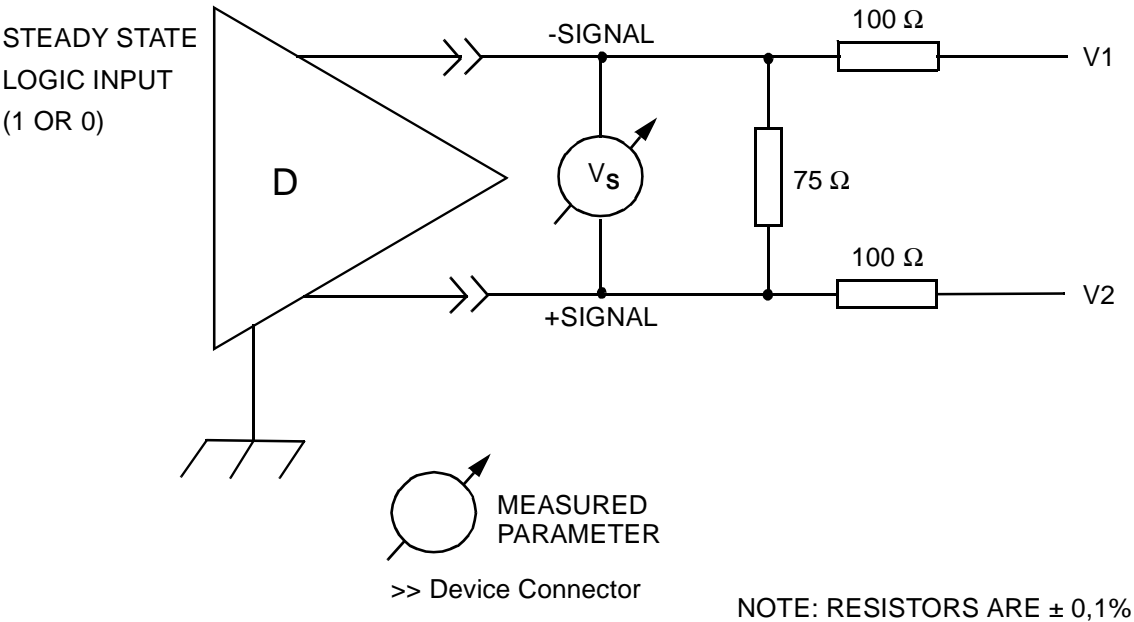 STEADY STATE
LOGIC INPUT
(1 OR 0)
D
-SIGNAL
VS
+SIGNAL
100 Ω
V1
75 Ω
100 Ω
V2
MEASURED
PARAMETER
>> Device Connector
NOTE: RESISTORS ARE ± 0,1%